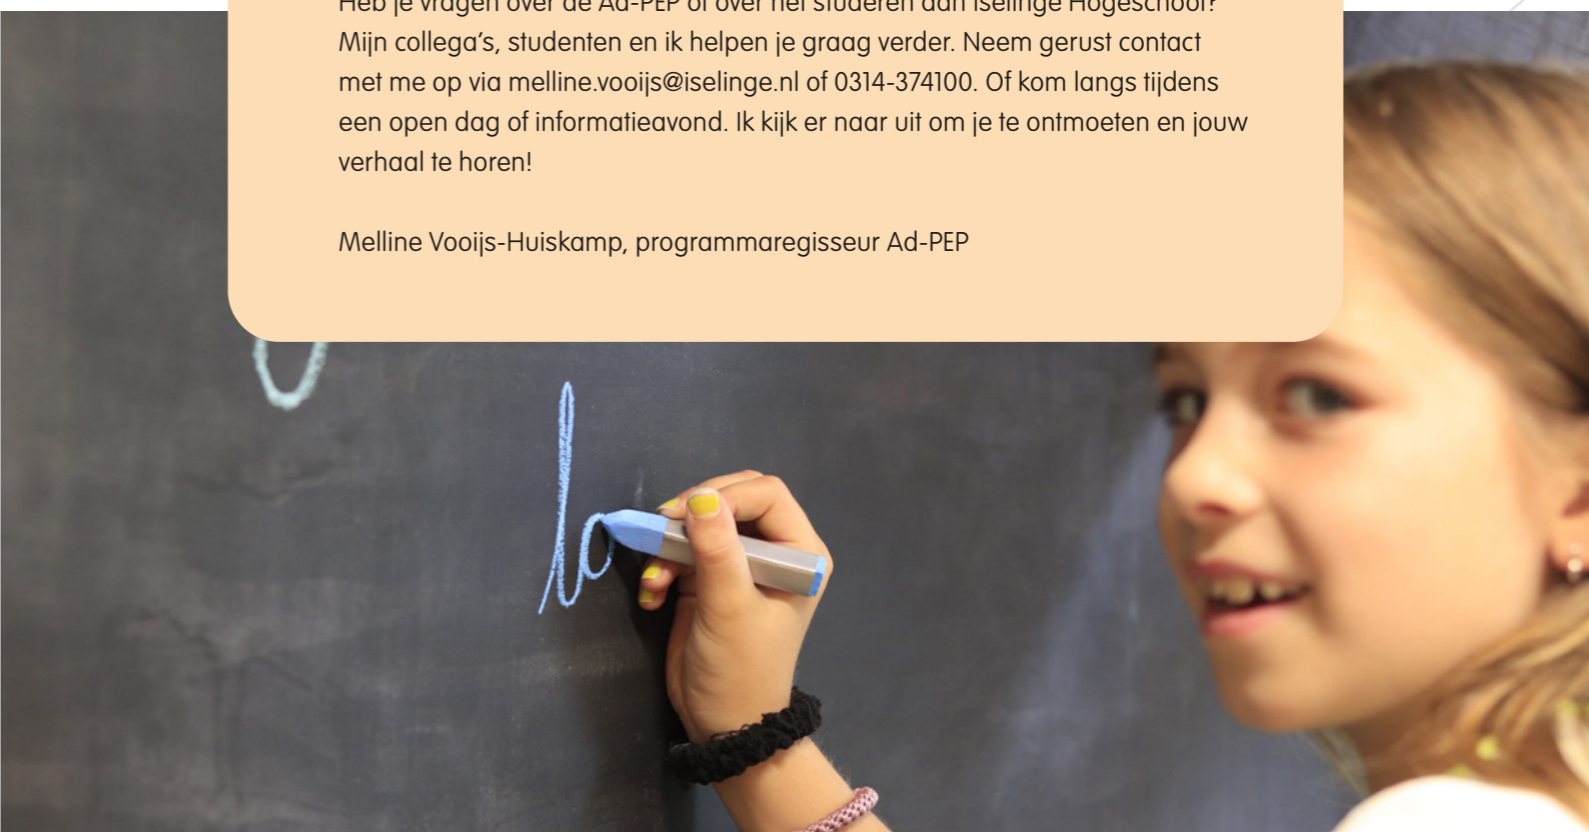 Heb je vragen over de Ad-PEP of over het studeren aan Iselinge Hogeschool?
Mijn collega's, studenten en ik helpen je graag verder. Neem gerust contact
met me op via melline.vooijs@iselinge.nl of 0314-374100. Of kom langs tijdens
een open dag of informatieavond. Ik kijk er naar uit om je te ontmoeten en jouw
verhaal te horen!
Melline Vooijs-Huiskamp, programmaregisseur Ad-PEP